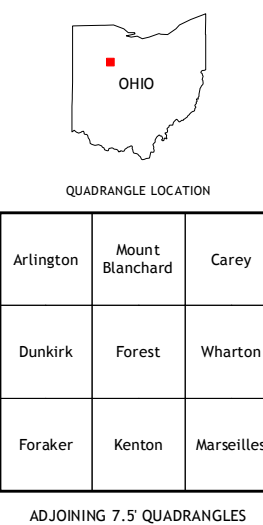 OHIO
QUADRANGLE LOCATION
Arlington
Mount
Blanchard
Carey
Dunkirk
Forest
Wharton
Foraker
Kenton
Marseilles
ADJOINING 7.5' QUADRANGLES